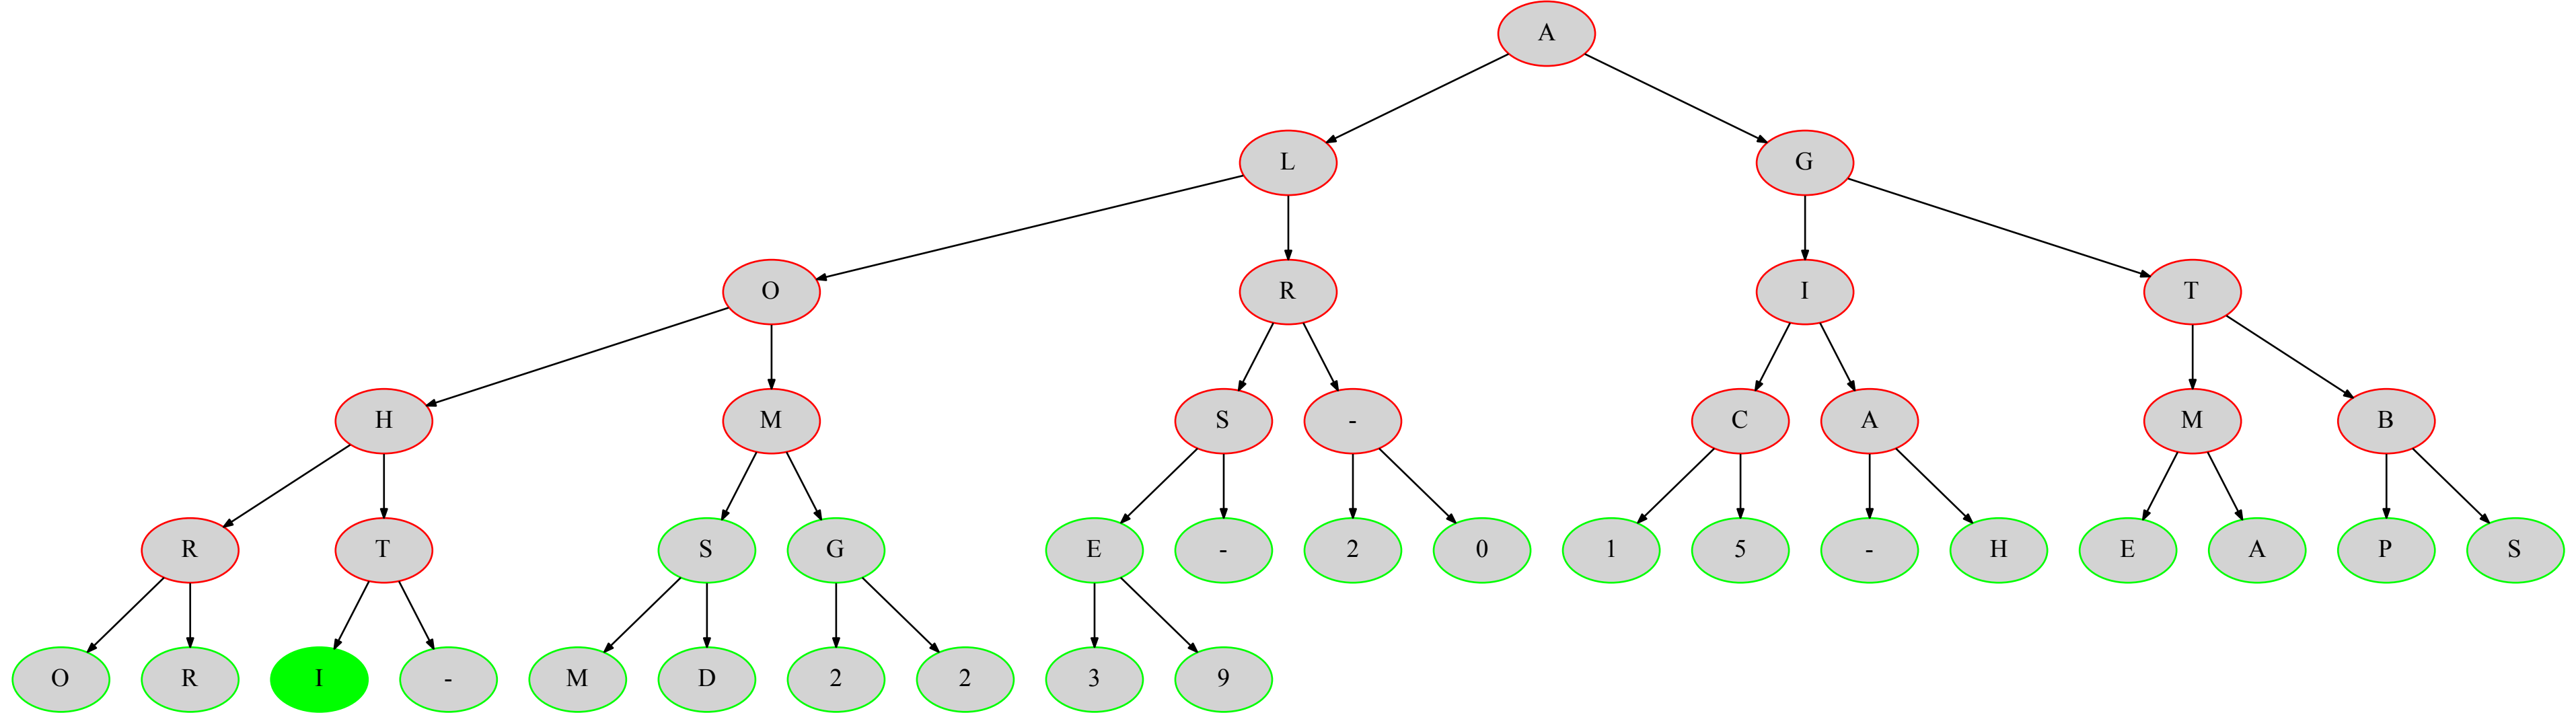 A
L G
O R I T
H M S - C A M B
R T S G E - 2 0 1 5 - H E A P S
O R I - M D 2 2 3 9